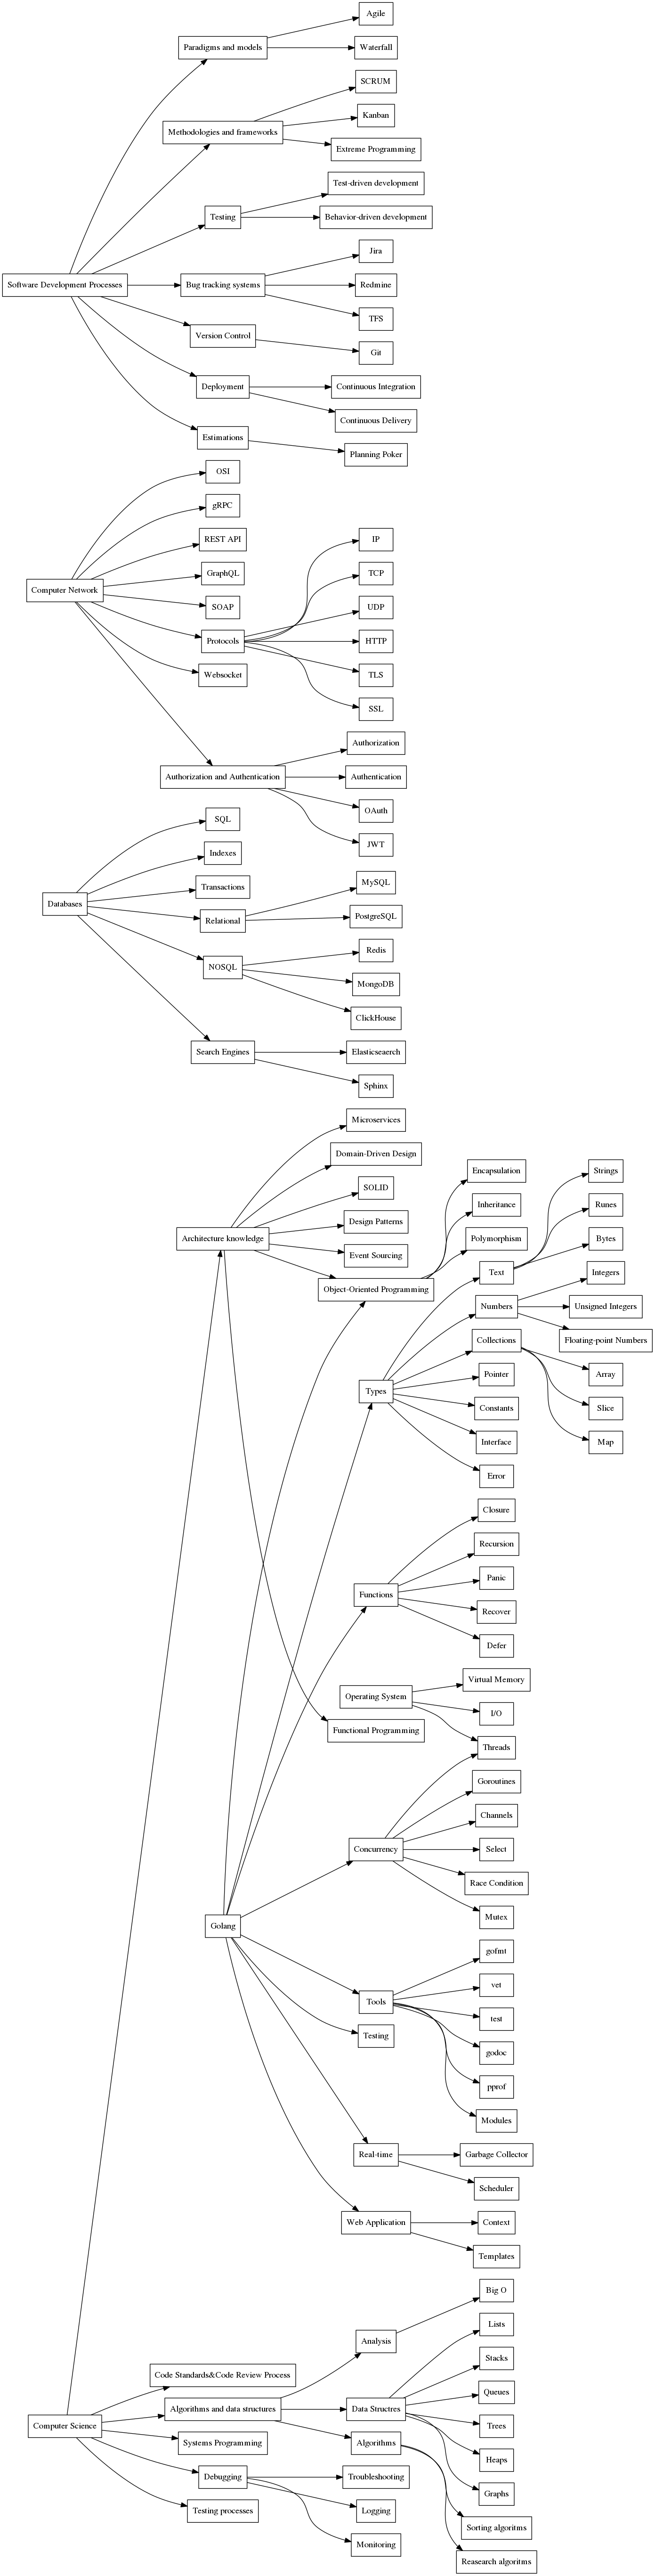 Agile
Paradigms and models
Waterfall
SCRUM
Kanban
Methodologies and frameworks
Extreme Programming
Test-driven development
Testing
Behavior-driven development
Jira
Software Development Processes
Bug tracking systems
Redmine
TFS
Version Control
Git
Deployment
Continuous Integration
Continuous Delivery
Estimations
Planning Poker
OSI
gRPC
REST API
IP
GraphQL
TCP
Computer Network
SOAP
UDP
Protocols
HTTP
Websocket
TLS
SSL
Authorization
Authorization and Authentication
Authentication
OAuth
SQL
JWT
Indexes
Transactions
MySQL
Databases
Relational
PostgreSQL
Redis
NOSQL
MongoDB
ClickHouse
Search Engines
Elasticseaerch
Sphinx
Microservices
Domain-Driven Design
Encapsulation
Strings
SOLID
Inheritance
Runes
Design Patterns
Architecture knowledge
Polymorphism
Bytes
Event Sourcing
Text
Integers
Object-Oriented Programming
Numbers
Unsigned Integers
Collections
Floating-point Numbers
Pointer
Array
Types
Constants
Slice
Interface
Map
Error
Closure
Recursion
Panic
Functions
Recover
Defer
Virtual Memory
Operating System
I/O
Functional Programming
Threads
Goroutines
Channels
Concurrency
Select
Race Condition
Mutex
Golang
gofmt
vet
Tools
test
Testing
godoc
pprof
Modules
Real-time
Garbage Collector
Scheduler
Web Application
Context
Templates
Big O
Lists
Analysis
Stacks
Code Standards&Code Review Process
Queues
Algorithms and data structures
Data Structres
Computer Science
Trees
Systems Programming
Algorithms
Heaps
Debugging
Troubleshooting
Graphs
Testing processes
Logging
Sorting algoritms
Monitoring
Reasearch algoritms